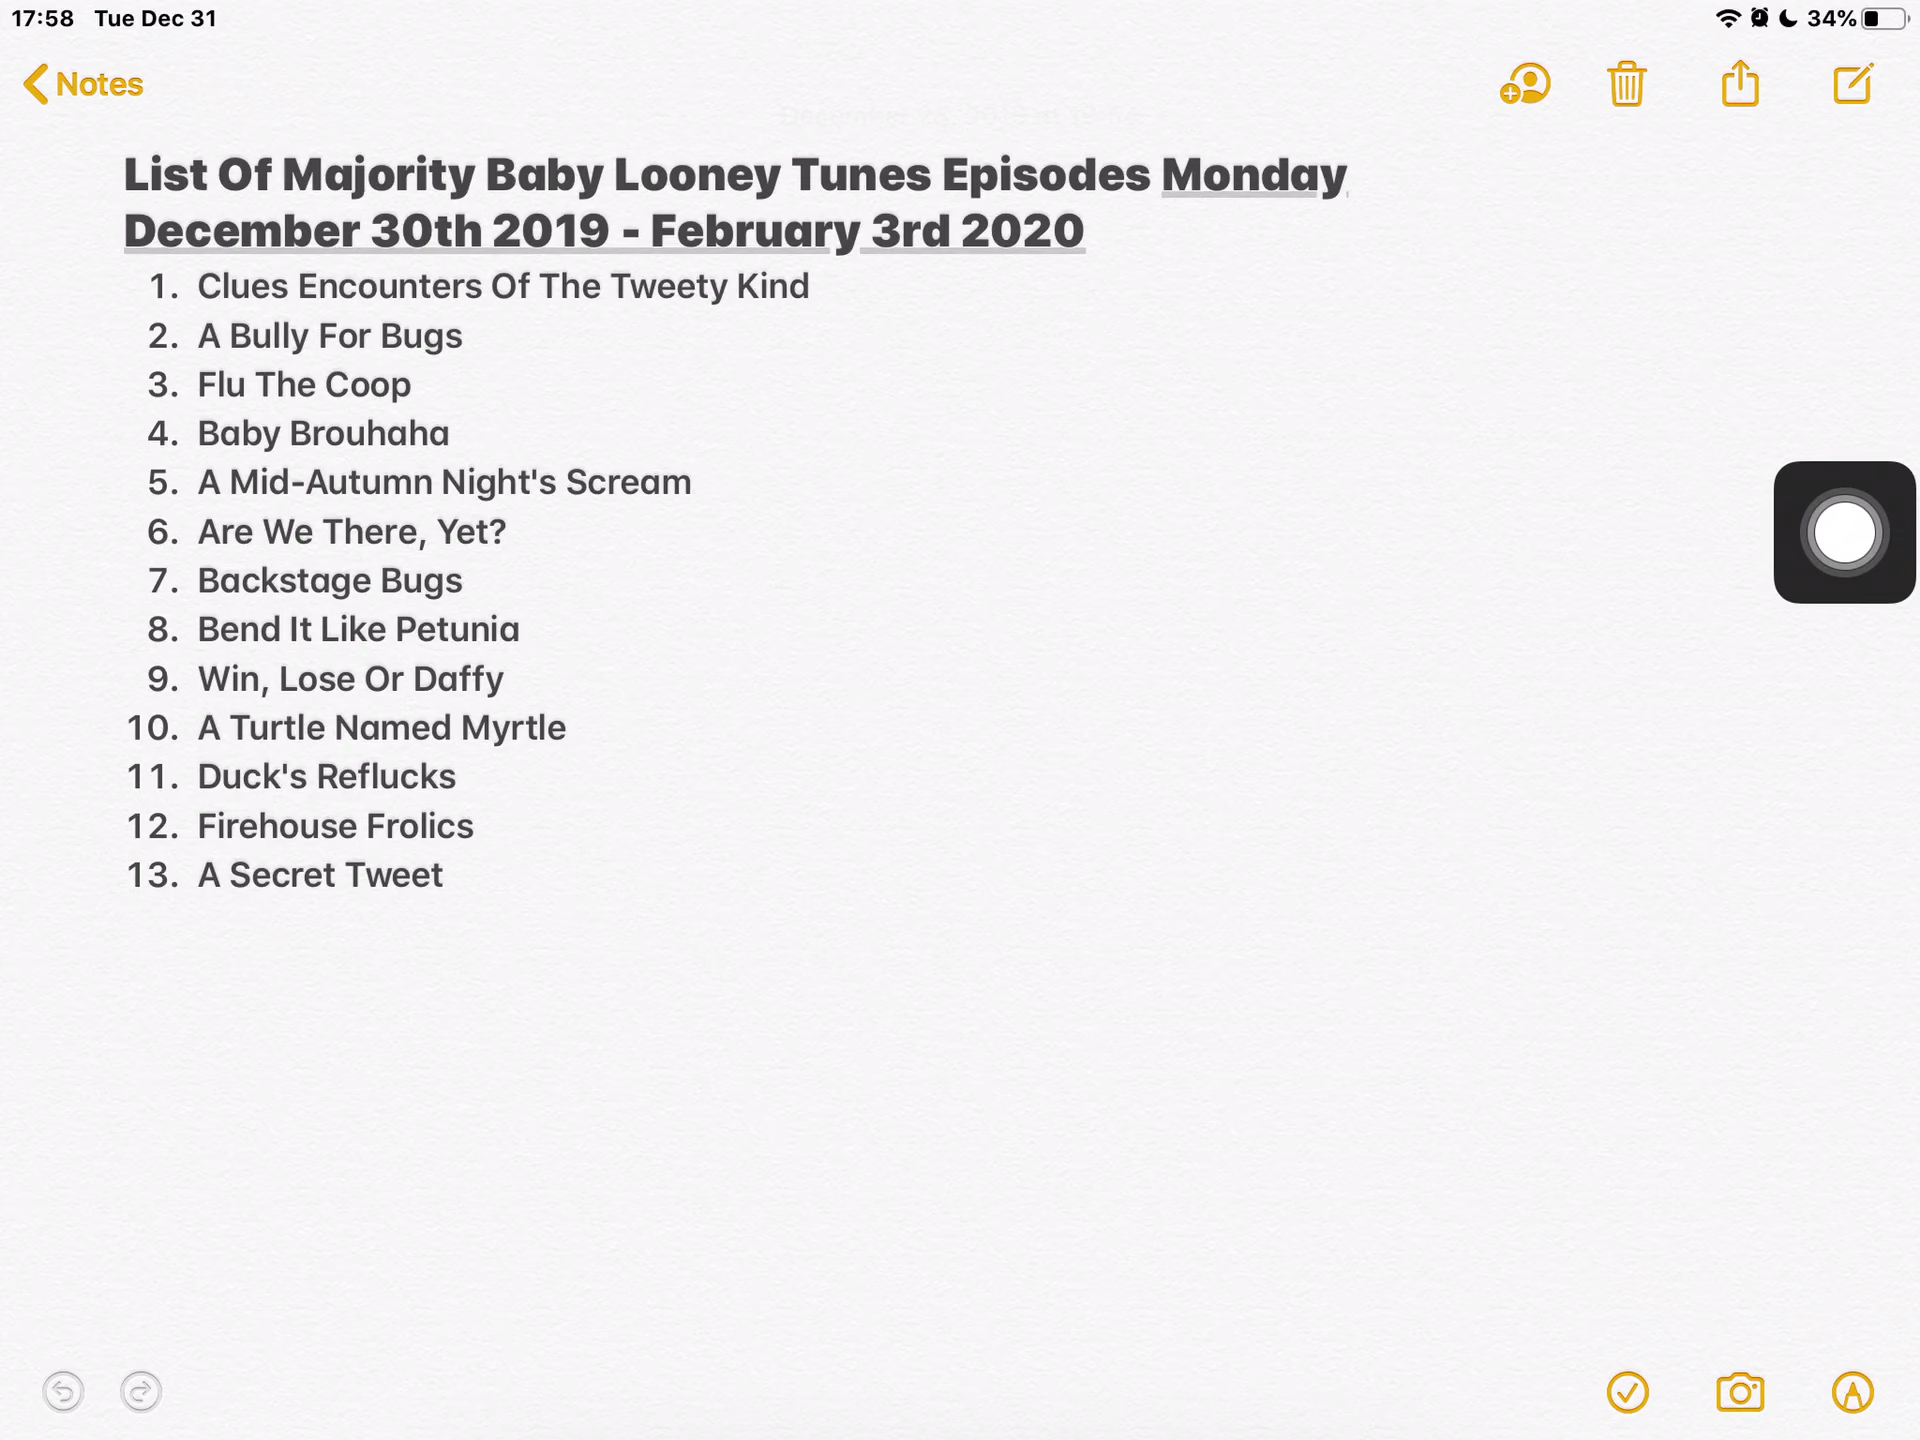 17:58 Tue Dec 31 34%
Notes
List Of Majority Baby Looney Tunes Episodes Monday
December 30th 2019 - February 3rd 2020
1. Clues Encounters Of The Tweety Kind
2. A Bully For Bugs
3. Flu The Coop
4. Baby Brouhaha
5. A Mid-Autumn Night's Scream
6. Are We There, Yet?
7. Backstage Bugs
8. Bend It Like Petunia
9. Win, Lose Or Daffy
10. A Turtle Named Myrtle
11. Duck's Reflucks
12. Firehouse Frolics
13. A Secret Tweet